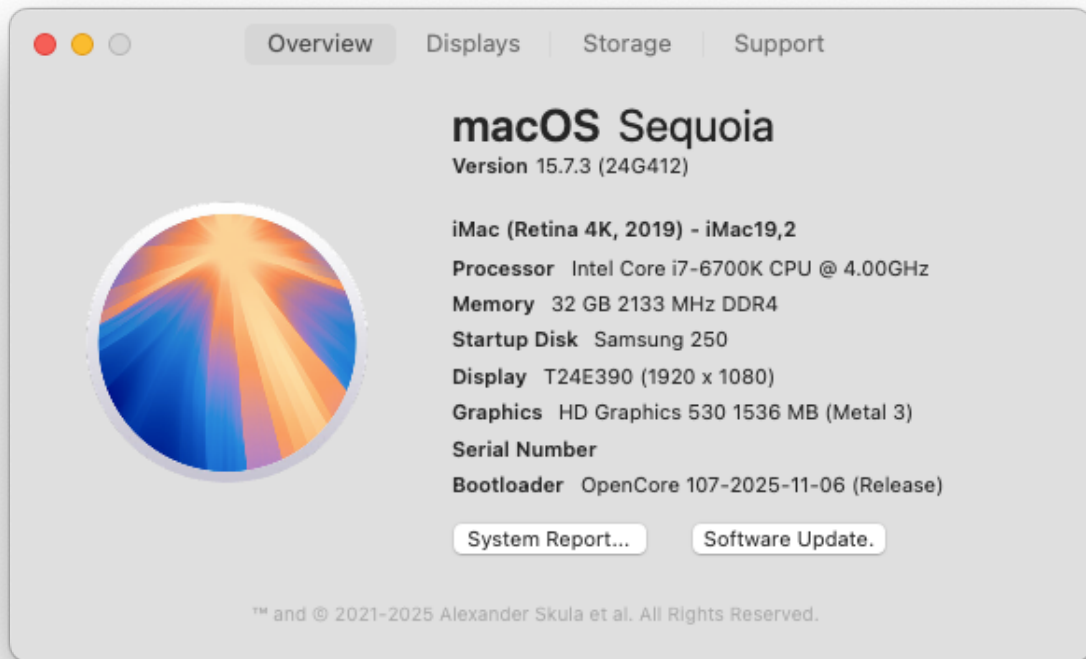 Overview Displays Storage Support
macOS Sequoia
Version 15.7.3 (24G412)
iMac (Retina 4K, 2019) - iMac19,2
Processor Intel Core i7-6700K CPU @ 4.00GHz
Memory 32 GB 2133 MHz DDR4
Startup Disk Samsung 250
Display T24E390 (1920 x 1080)
Graphics HD Graphics 530 1536 MB (Metal 3)
Serial Number
Bootloader OpenCore 107-2025-11-06 (Release)
System Report... Software Update.
™ and © 2021-2025 Alexander Skula et al. All Rights Reserved.